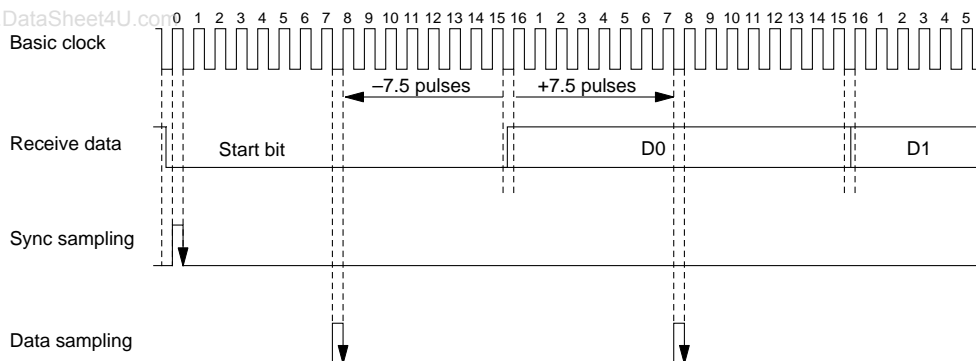 DataSheet4U.com
0 1 2 3 4 5 6 7 8 9 10 11 12 13 14 15 16 1 2 3 4 5 6 7 8 9 10 11 12 13 14 15 16 1 2 3 4 5
Basic clock
–7.5 pulses +7.5 pulses
Receive data Start bit D0 D1
Sync sampling
Data sampling